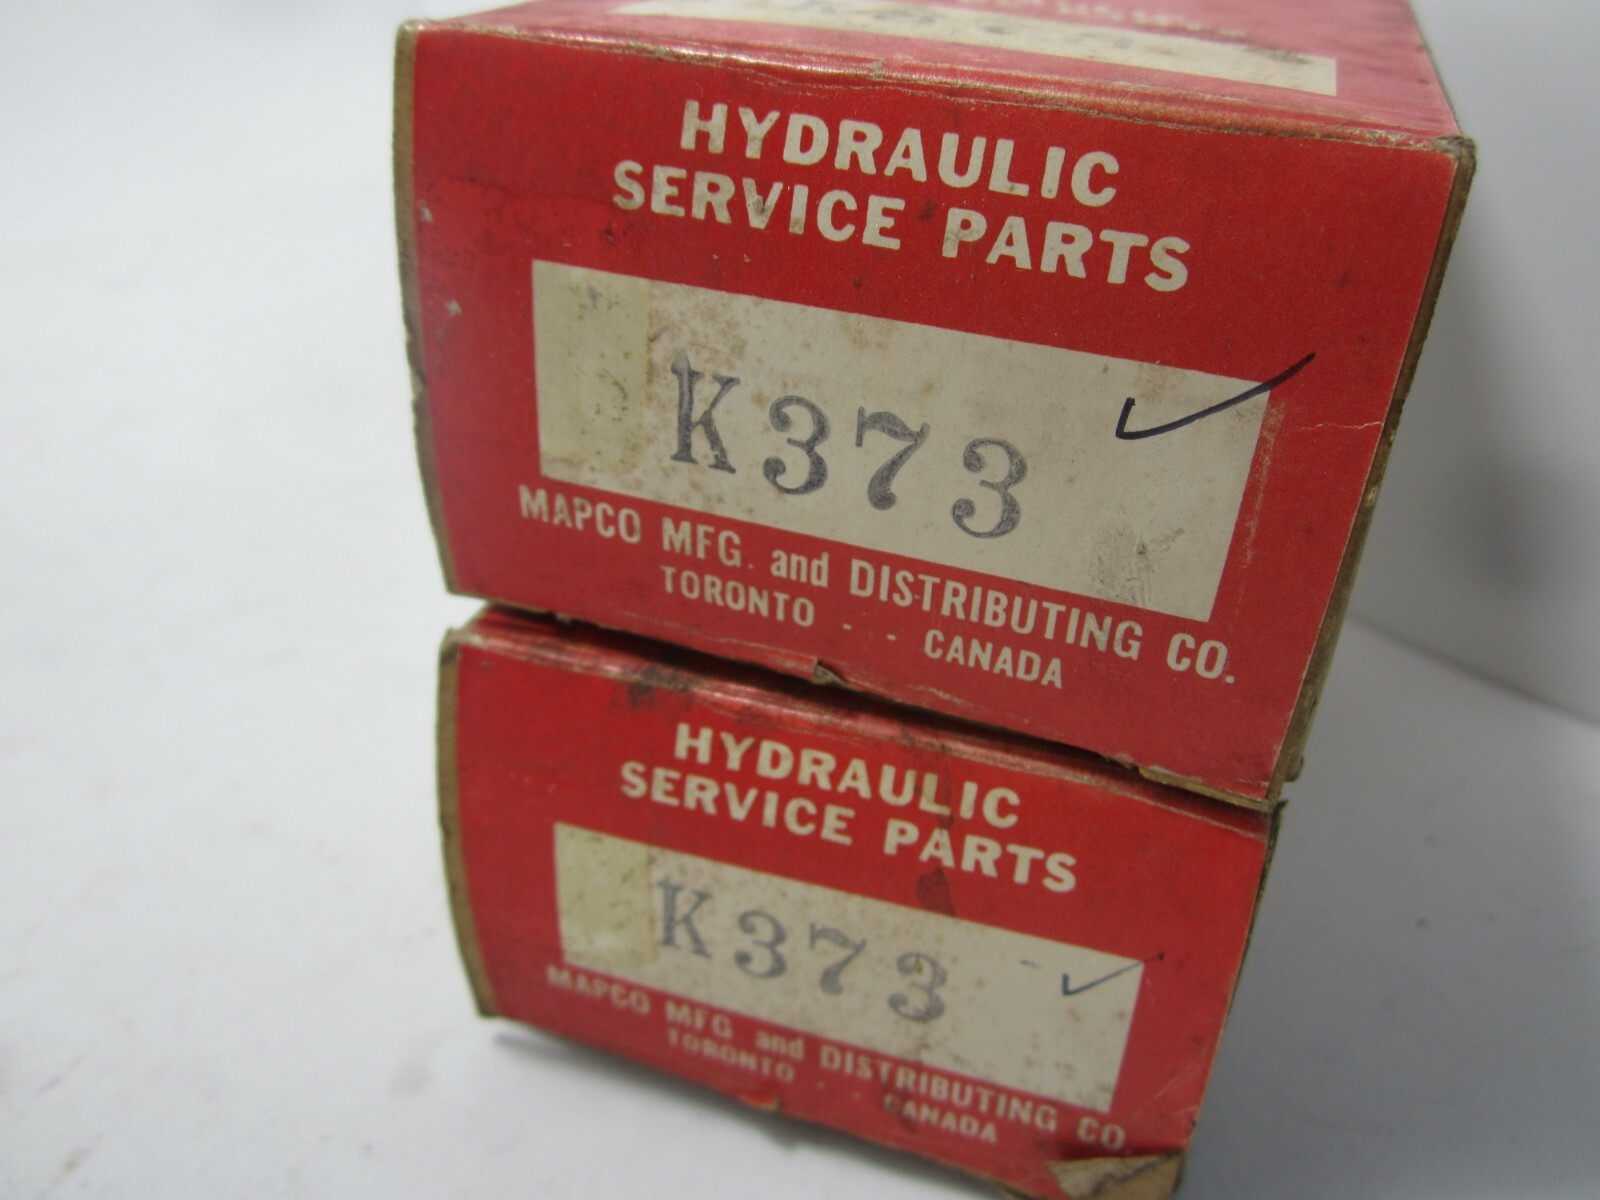 HYDRAULIC
SERVICE PARTS
K373
MAPCO MFG. and DISTRIBUTING CO.
TORONTO - - - CANADA
HYDRAULIC
SERVICE PARTS
K373
MAPCO MFG. and DISTRIBUTING CO
TORONTO - CANADA